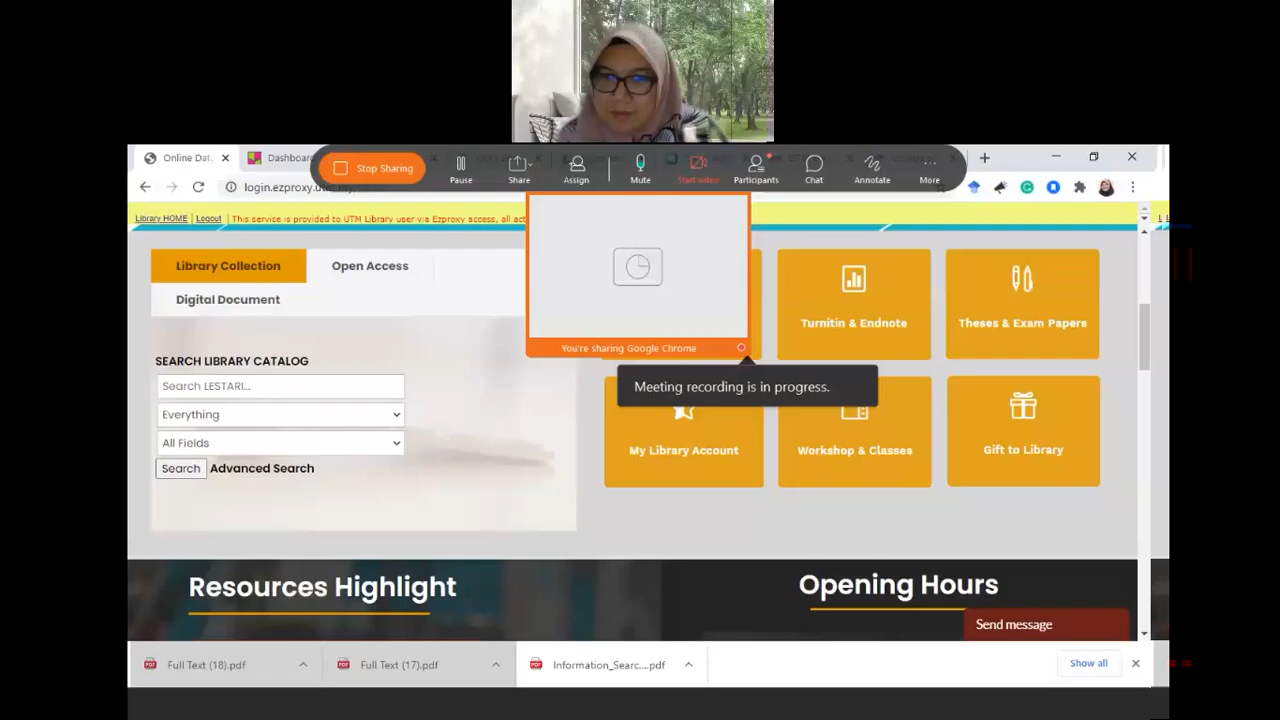 Online Dat.
Dashboard
Stop Sharing
Pause
Share
Assign
Mute
Start video
Participants
Chat
Annotate
More
login.ezproxy.utm.my
Library HOME | Logout | This service is provided to UTM Library user via Ezproxy access, all act
Library Collection
Open Access
Digital Document
Turnitin & Endnote
Theses & Exam Papers
You're sharing Google Chrome
SEARCH LIBRARY CATALOG
Search LESTARI...
Meeting recording is in progress.
Everything
All Fields
My Library Account
Workshop & Classes
Gift to Library
Search
Advanced Search
Resources Highlight
Opening Hours
Send message
Full Text (18).pdf
Full Text (17).pdf
Information_Searc....pdf
Show all